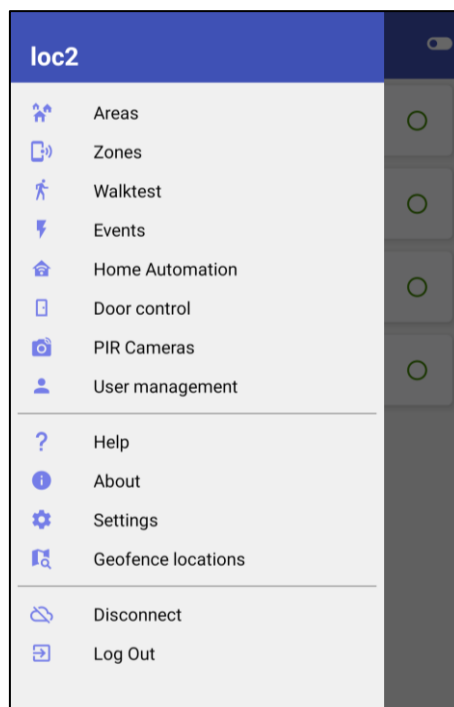 loc2
Areas
Zones
Walktest
Events
Home Automation
Door control
PIR Cameras
User management
Help
About
Settings
Geofence locations
Disconnect
Log Out